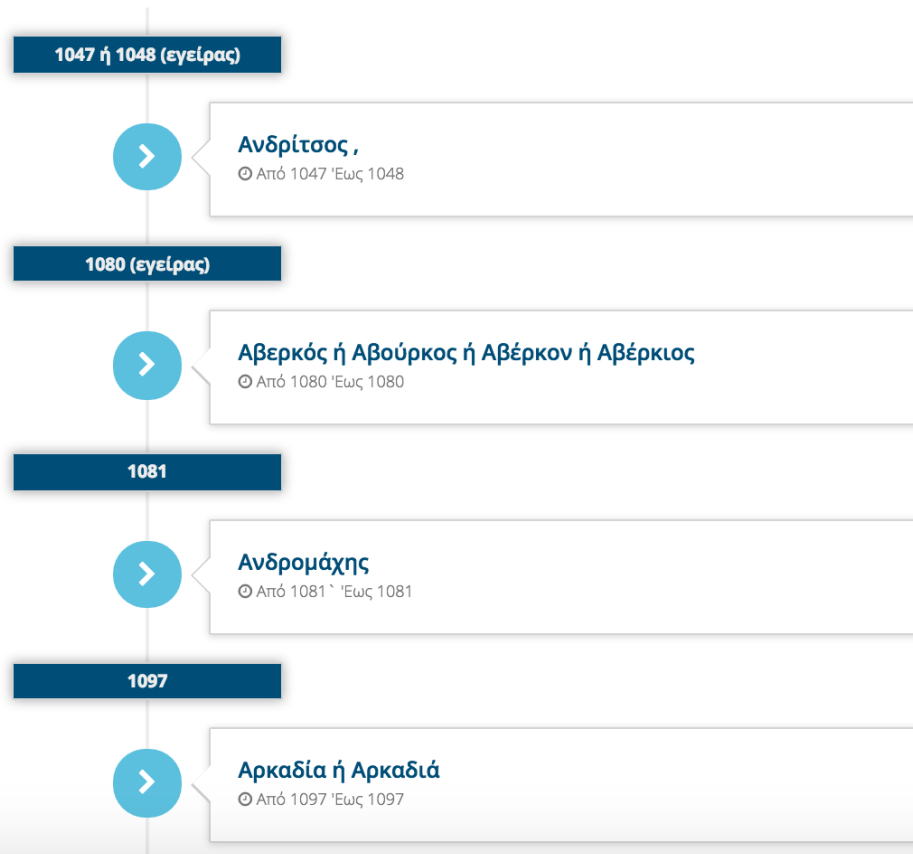 1047 ή 1048 (εγείρας)
Ανδρίτσος ,
Από 1047 'Εως 1048
1080 (εγείρας)
Αβερκός ή Αβούρκος ή Αβέρκον ή Αβέρκιος
Από 1080 'Εως 1080
1081
Ανδρομάχης
Από 1081` 'Εως 1081
1097
Αρκαδία ή Αρκαδιά
Από 1097 'Εως 1097